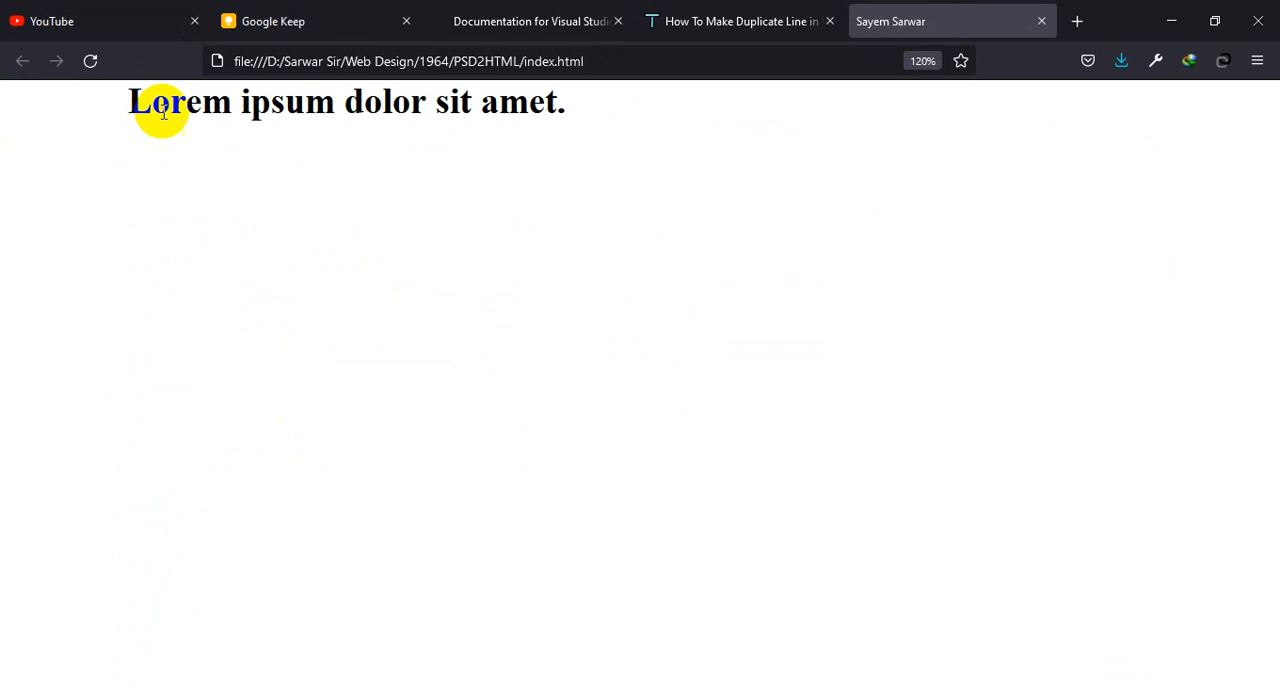 YouTube
Google Keep
Documentation for Visual Studi
How To Make Duplicate Line in
Sayem Sarwar
file:///D:/Sarwar Sir/Web Design/1964/PSD2HTML/index.html
120%
Lorem ipsum dolor sit amet.